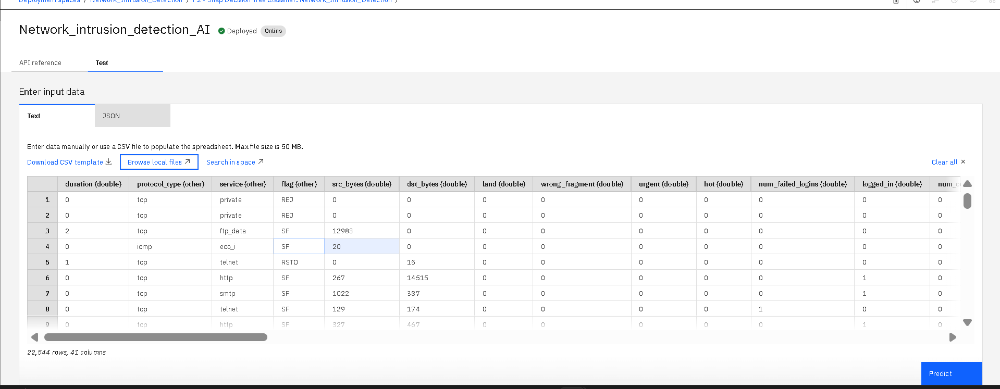 Deployment spaces / Network_Intrusion_Detection / P2 - Snap Decision Tree Classifier: Network_Intrusion_Detection /
Network_intrusion_detection_AI Deployed Online
API reference Test
Enter input data
Text JSON
Enter data manually or use a CSV file to populate the spreadsheet. Max file size is 50 MB.
Download CSV template Browse local files Search in space Clear all ×
duration (double) protocol_type (other) service (other) flag (other) src_bytes (double) dst_bytes (double) land (double) wrong_fragment (double) urgent (double) hot (double) num_failed_logins (double) logged_in (double)
1 0 tcp private REJ 0 0 0 0 0 0 0 0 0
2 0 tcp private REJ 0 0 0 0 0 0 0 0 0
3 2 tcp ftp_data SF 12983 0 0 0 0 0 0 0 0
4 0 icmp eco_i SF 20 0 0 0 0 0 0 0 0
5 1 tcp telnet RSTO 0 15 0 0 0 0 0 0 0
6 0 tcp http SF 267 14515 0 0 0 0 0 1 0
7 0 tcp smtp SF 1022 387 0 0 0 0 0 1 0
8 0 tcp telnet SF 129 174 0 0 0 0 1 0 0
9 0 tcp http SF 327 467 0 0 0 0 0 1 0
22,544 rows, 41 columns
Predict